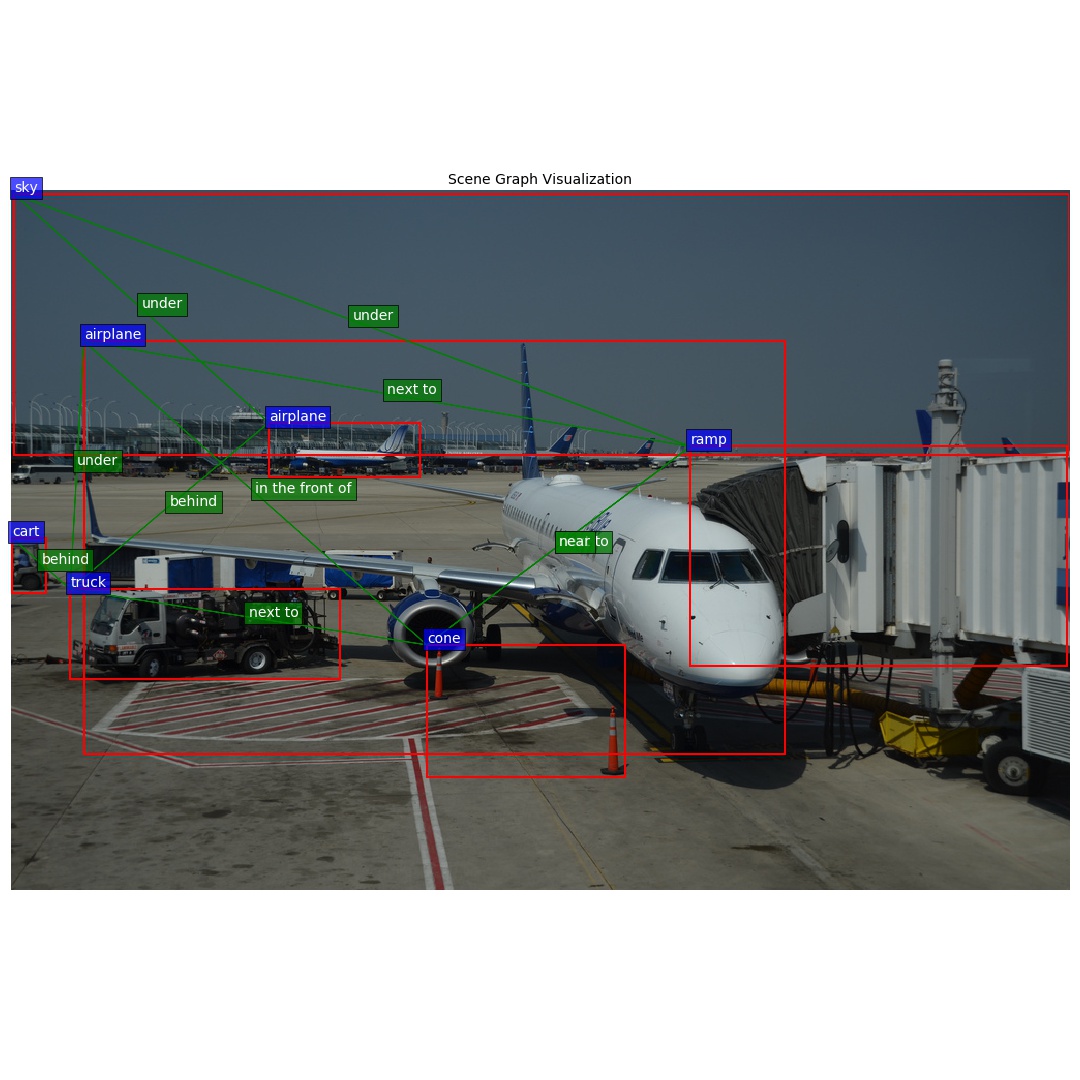 Scene Graph Visualization
sky
under
under
airplane
next to
airplane
ramp
under
in the front of
behind
cart
near to
behind
truck
next to
cone